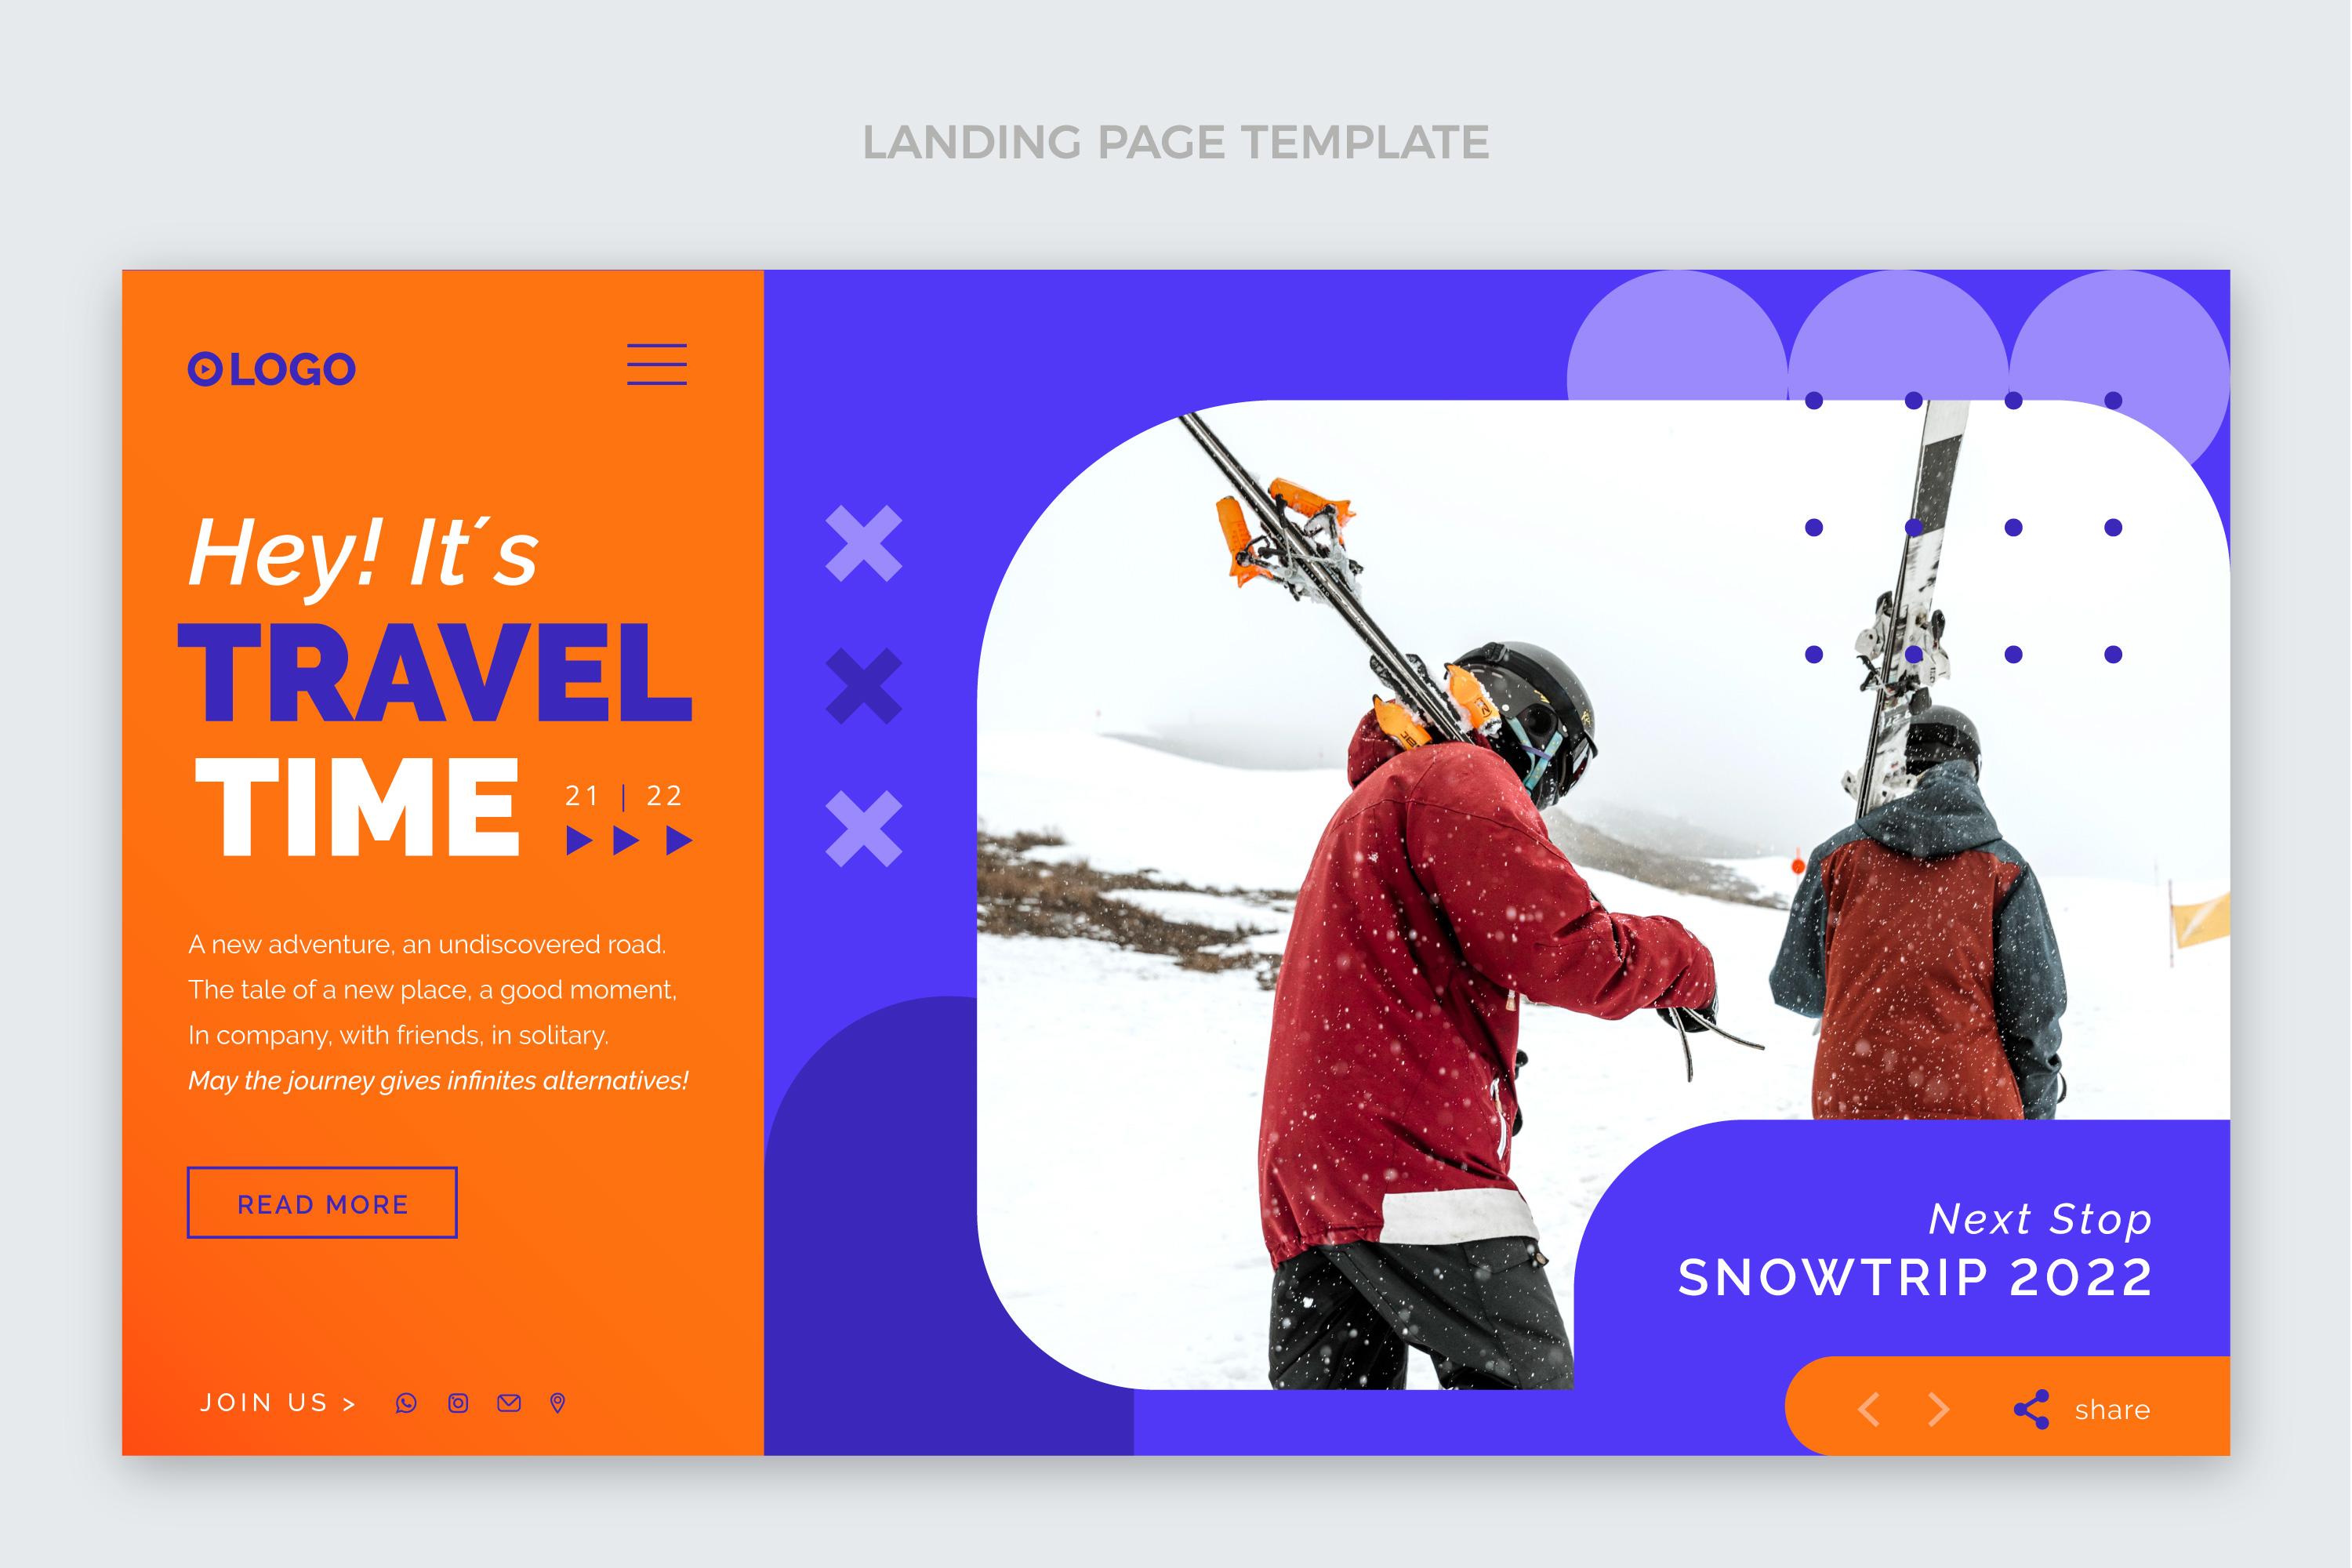 LANDING PAGE TEMPLATE
LOGO
Hey! It´s
TRAVEL
TIME
21 | 22
A new adventure, an undiscovered road.
The tale of a new place, a good moment,
In company, with friends, in solitary.
May the journey gives infinites alternatives!
READ MORE
JOIN US >
Next Stop
SNOWTRIP 2022
share